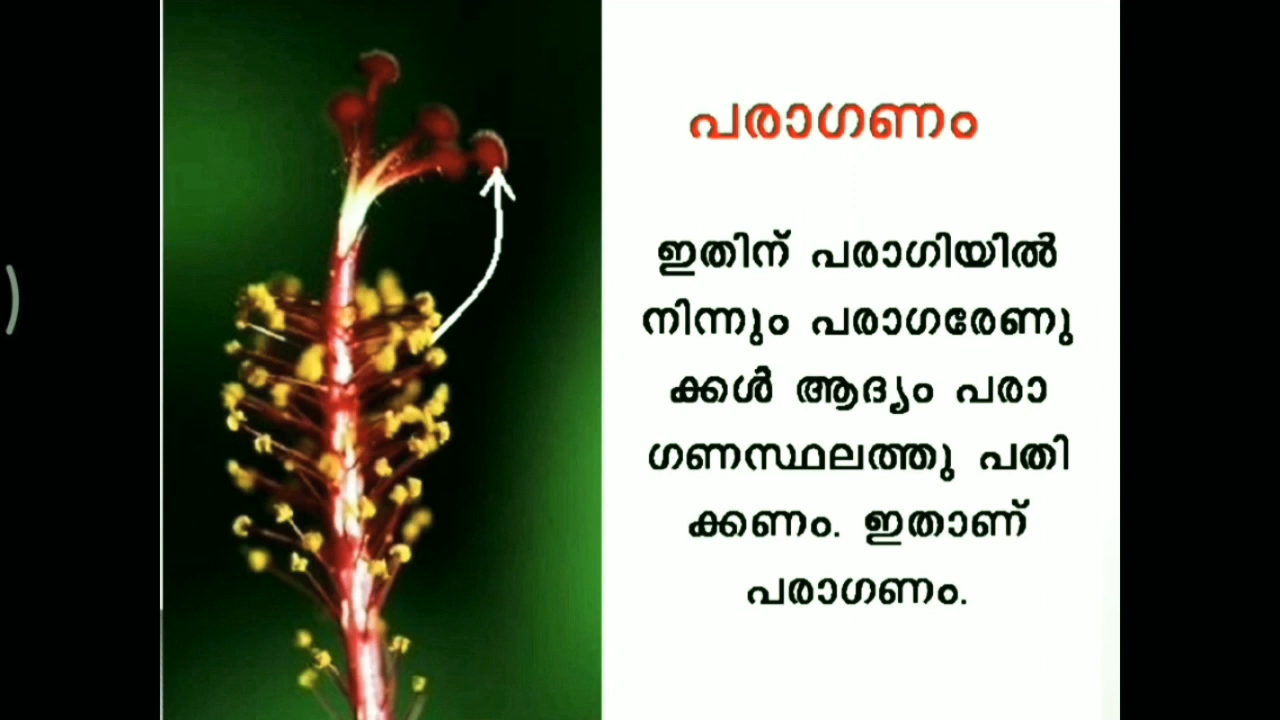 പരാഗണം
ഇതിന് പരാഗിയിൽ
നിന്നും പരാഗരേണു
ക്കൾ ആദ്യം പരാ
ഗണസ്ഥലത്തു പതി
ക്കണം. ഇതാണ്
പരാഗണം.